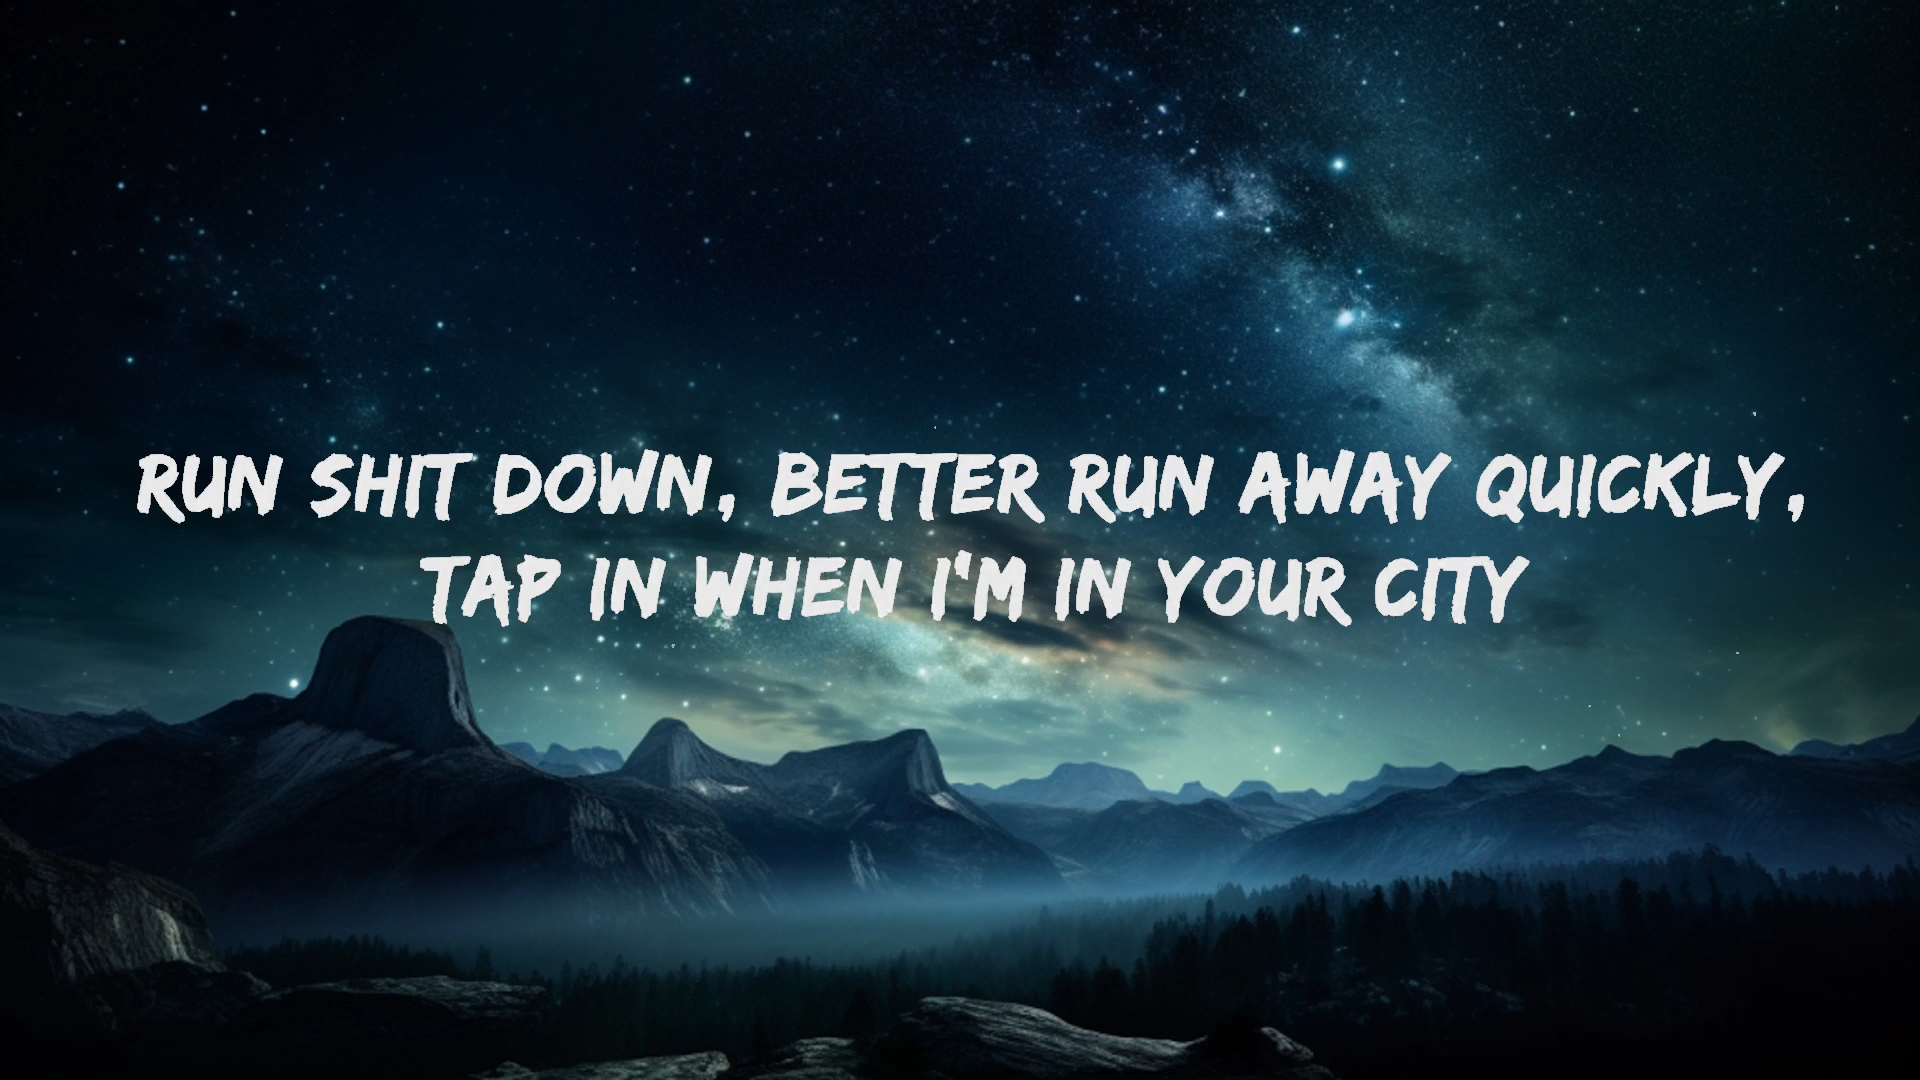 RUN SHIT DOWN, BETTER RUN AWAY QUICKLY,
TAP IN WHEN I'M IN YOUR CITY